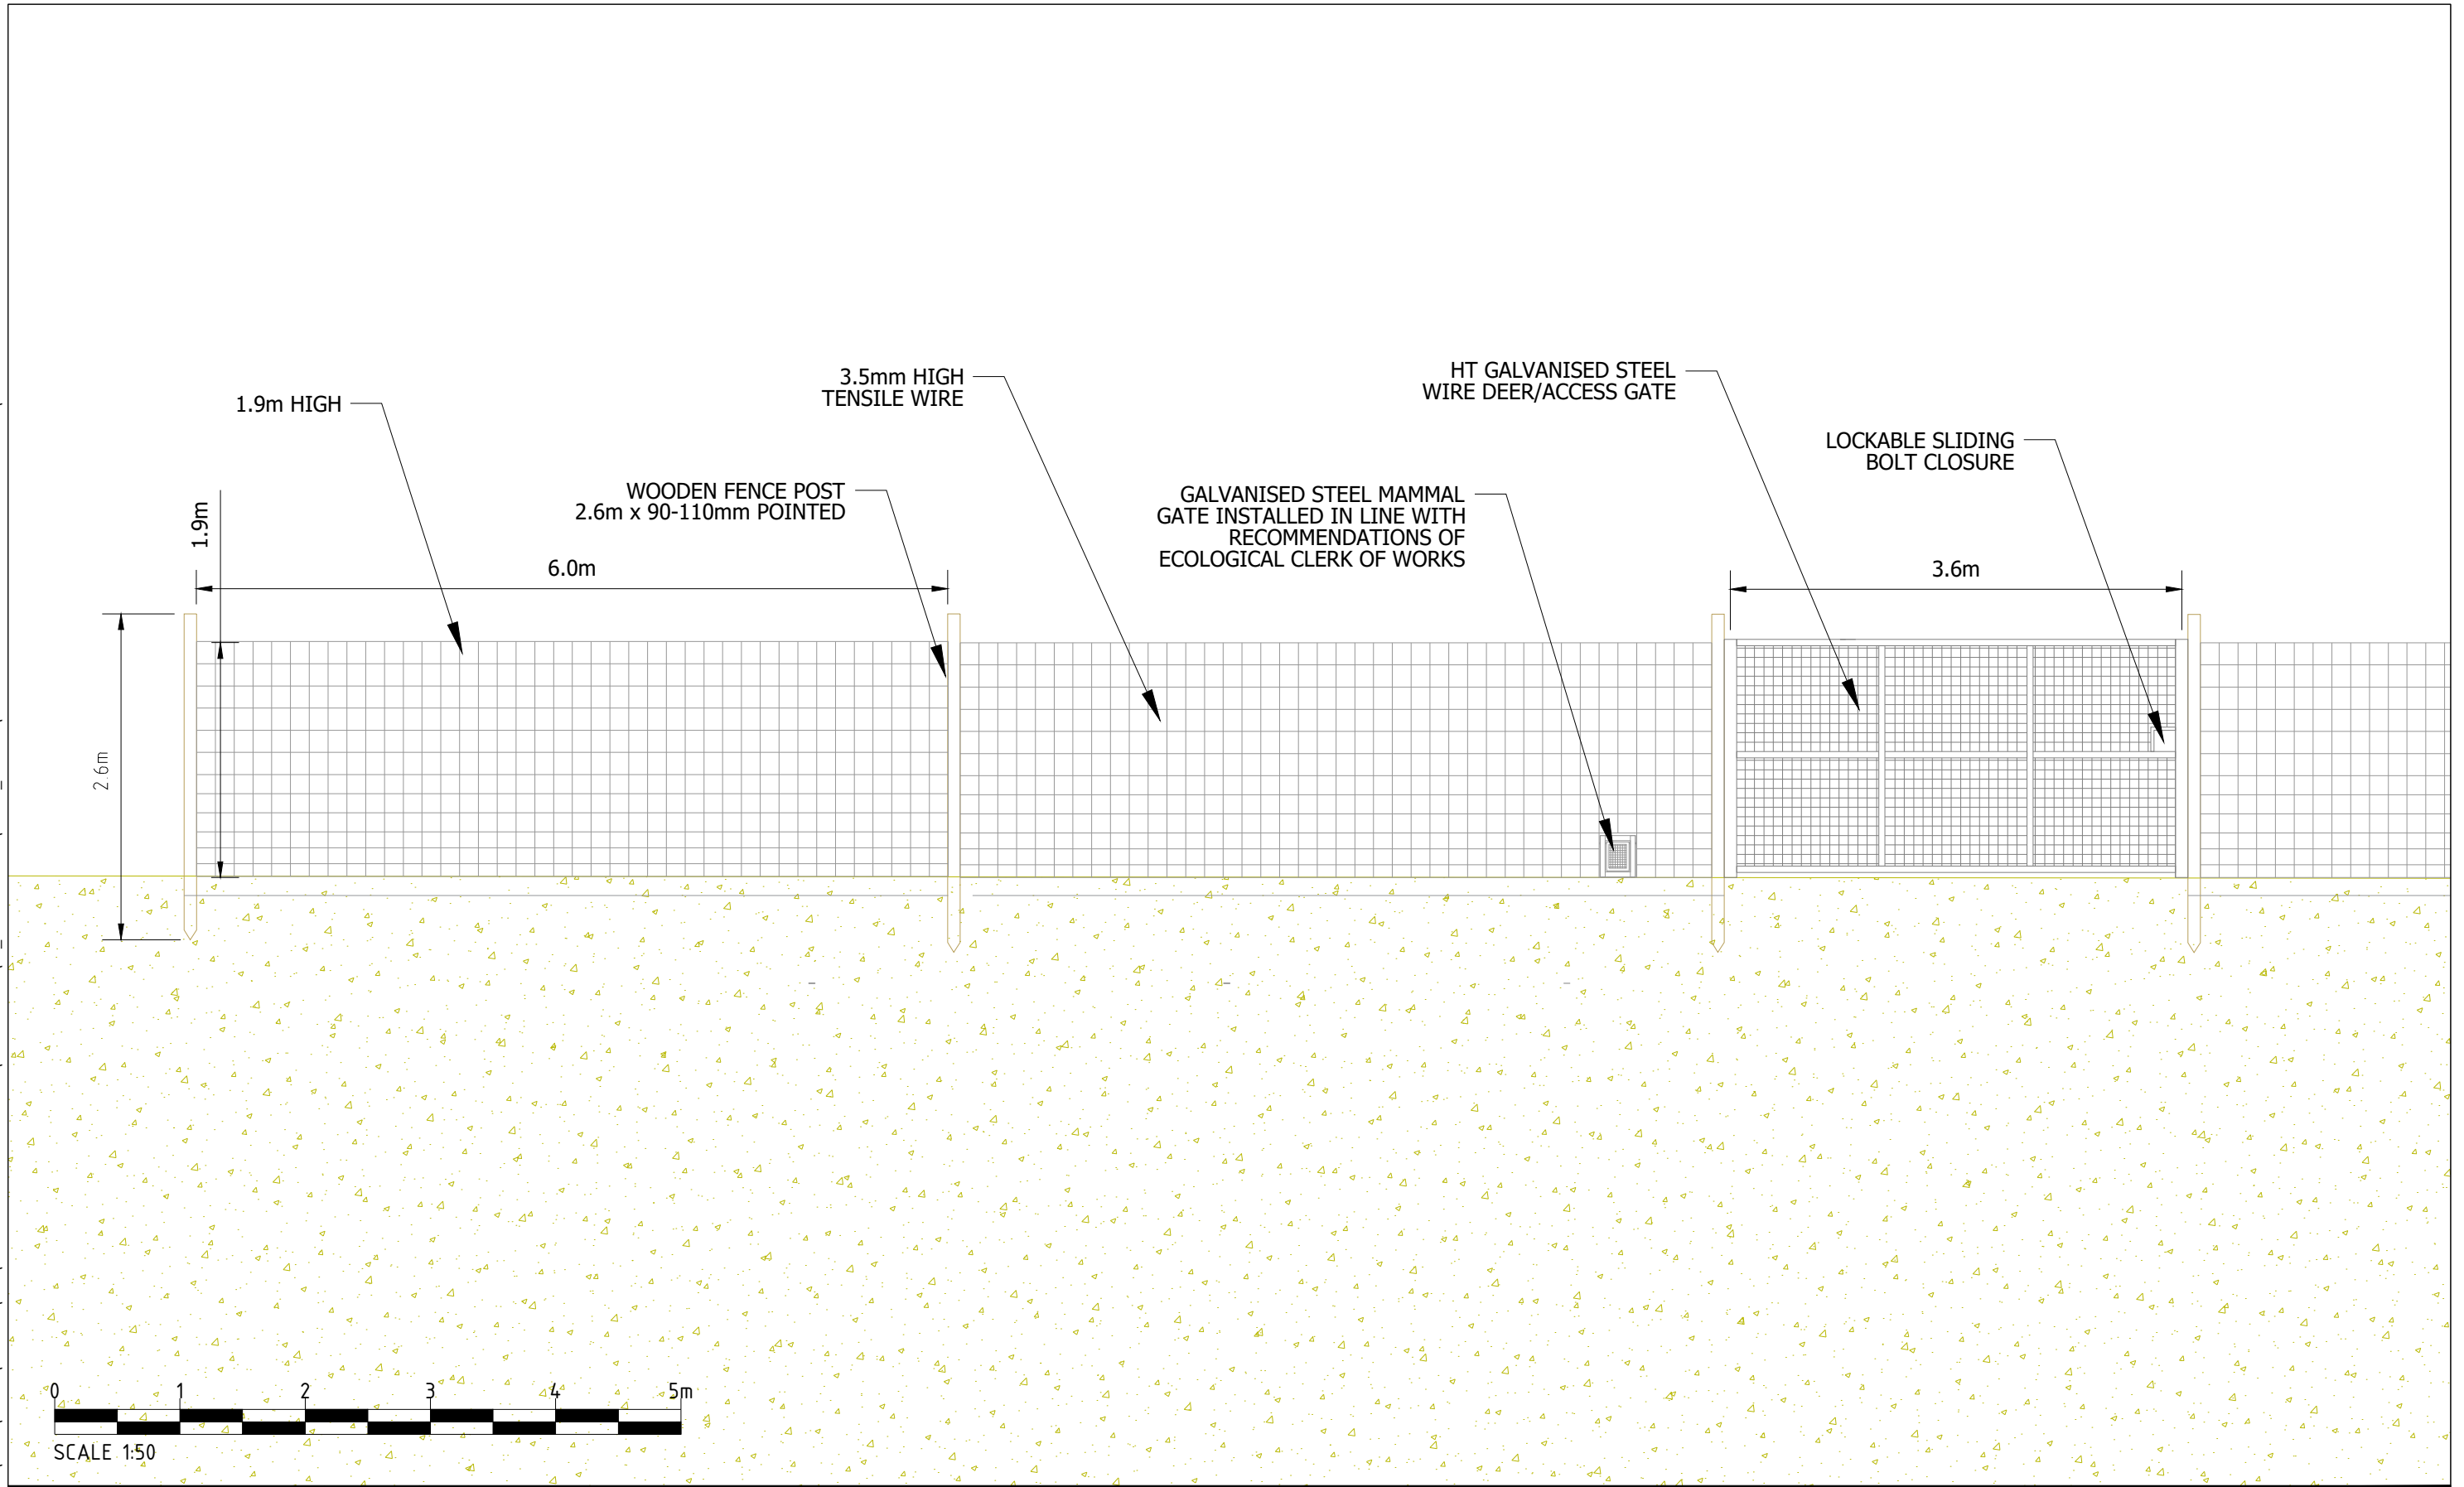 HT GALVANISED STEEL
WIRE DEER/ACCESS GATE
3.5mm HIGH
TENSILE WIRE
1.9m HIGH
LOCKABLE SLIDING
BOLT CLOSURE
WOODEN FENCE POST
2.6m x 90-110mm POINTED
GALVANISED STEEL MAMMAL
GATE INSTALLED IN LINE WITH
RECOMMENDATIONS OF
ECOLOGICAL CLERK OF WORKS
1.9m
6.0m
3.6m
2.6m
0 1 2 3 4 5m
SCALE 1:50